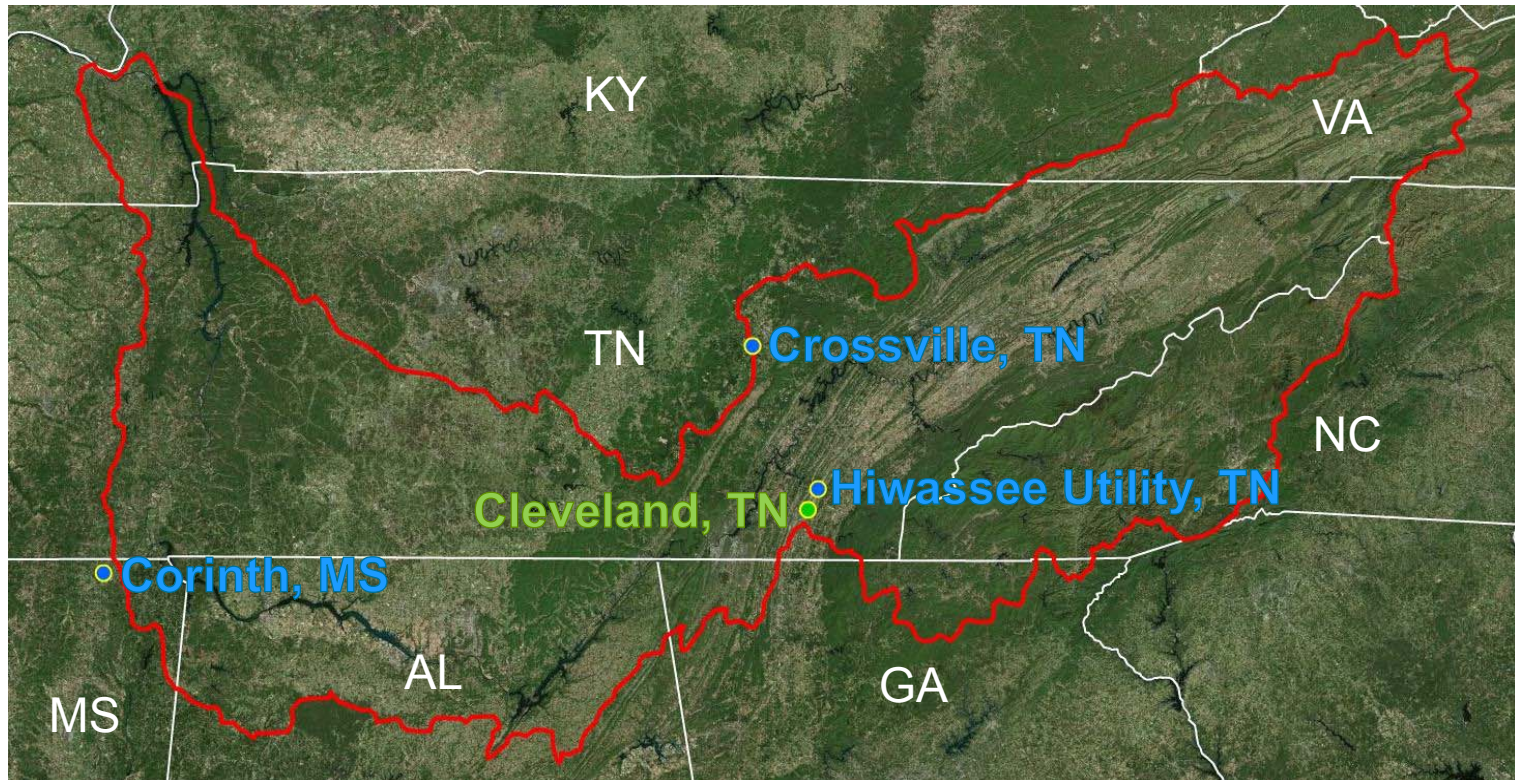 KY
VA
TN
Crossville, TN
NC
Hiwassee Utility, TN
Cleveland, TN
Corinth, MS
AL
GA
MS